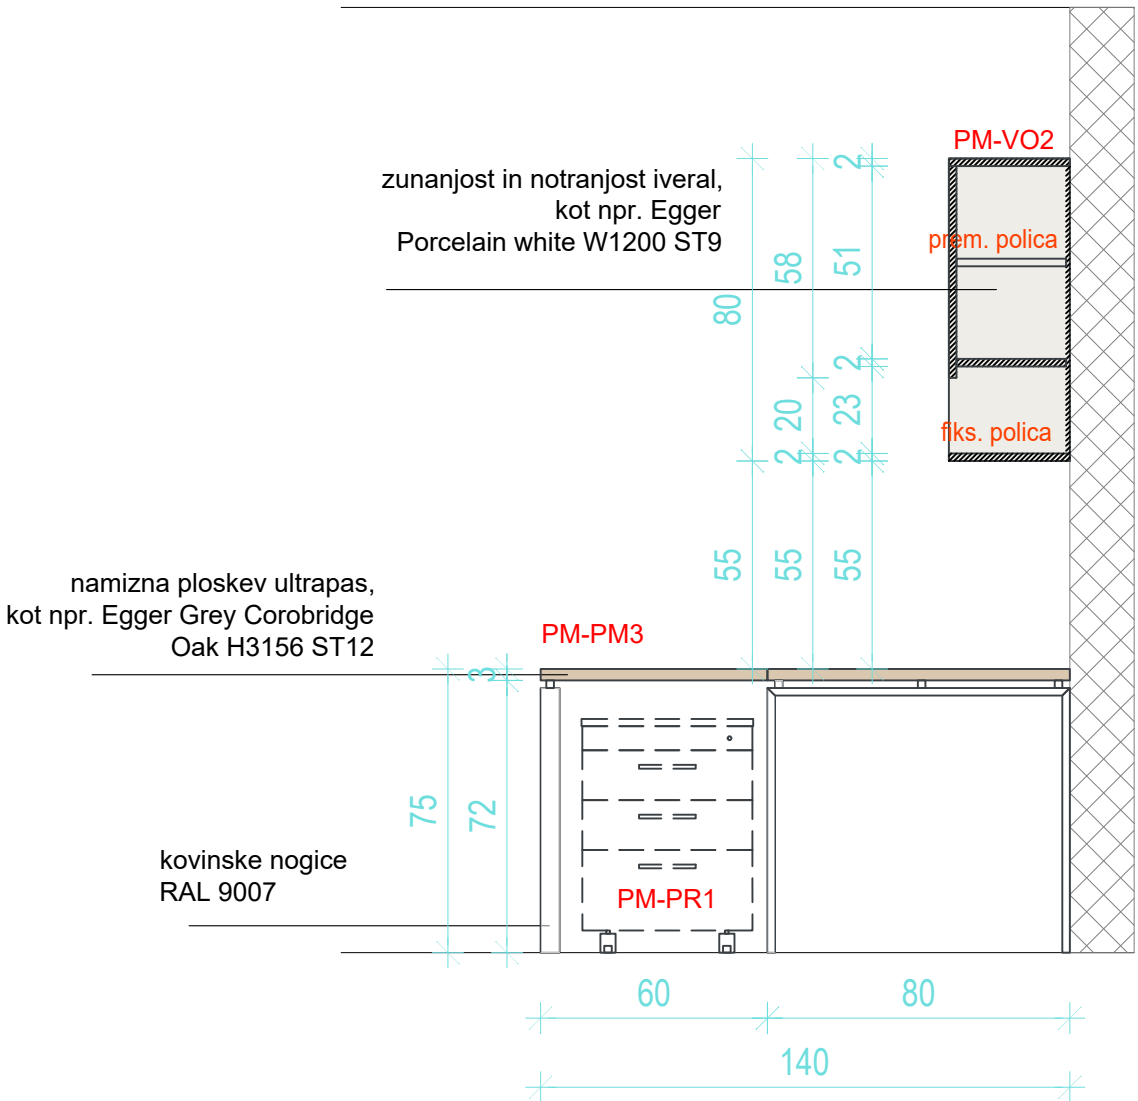 PM-VO2
zunanjost in notranjost iveral,
kot npr. Egger
Porcelain white W1200 ST9
prem. polica
fiks. polica
2
58
51
80
2
20
23
2
2
55
55
55
namizna ploskev ultrapas,
kot npr. Egger Grey Corobridge
Oak H3156 ST12
PM-PM3
3
75
72
kovinske nogice
RAL 9007
PM-PR1
60
80
140